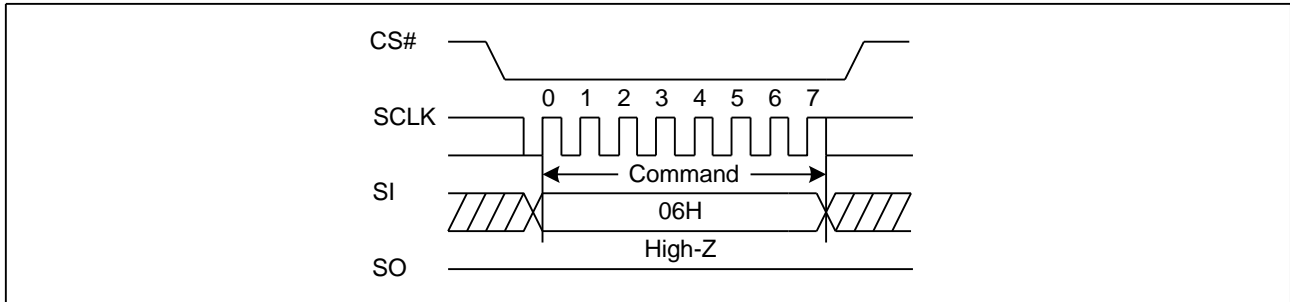 CS#
0 1 2 3 4 5 6 7
SCLK
Command
SI
06H
High-Z
SO